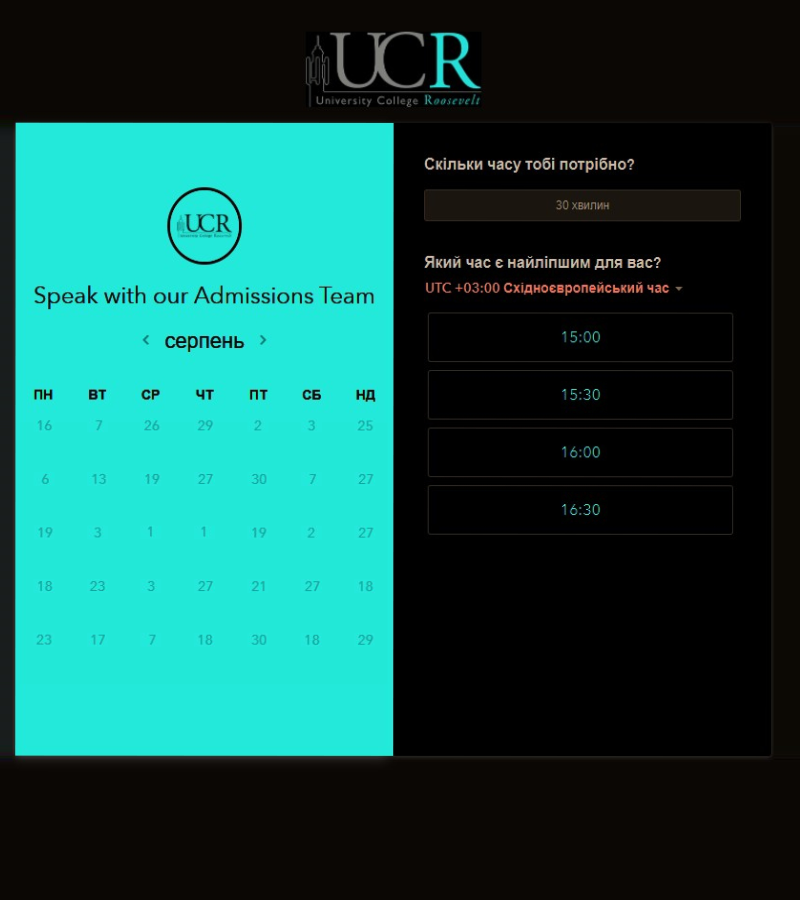 UCR
University College Roosevelt
UCR
Speak with our Admissions Team
серпень
ПН ВТ СР ЧТ ПТ СБ НД
16 7 26 29 2 3 25
6 13 19 27 30 7 27
19 3 1 1 19 2 27
18 23 3 27 21 27 18
23 17 7 18 30 18 29
Скільки часу тобі потрібно?
30 хвилин
Який час є найліпшим для вас?
UTC +03:00 Східноєвропейський час
15:00
15:30
16:00
16:30